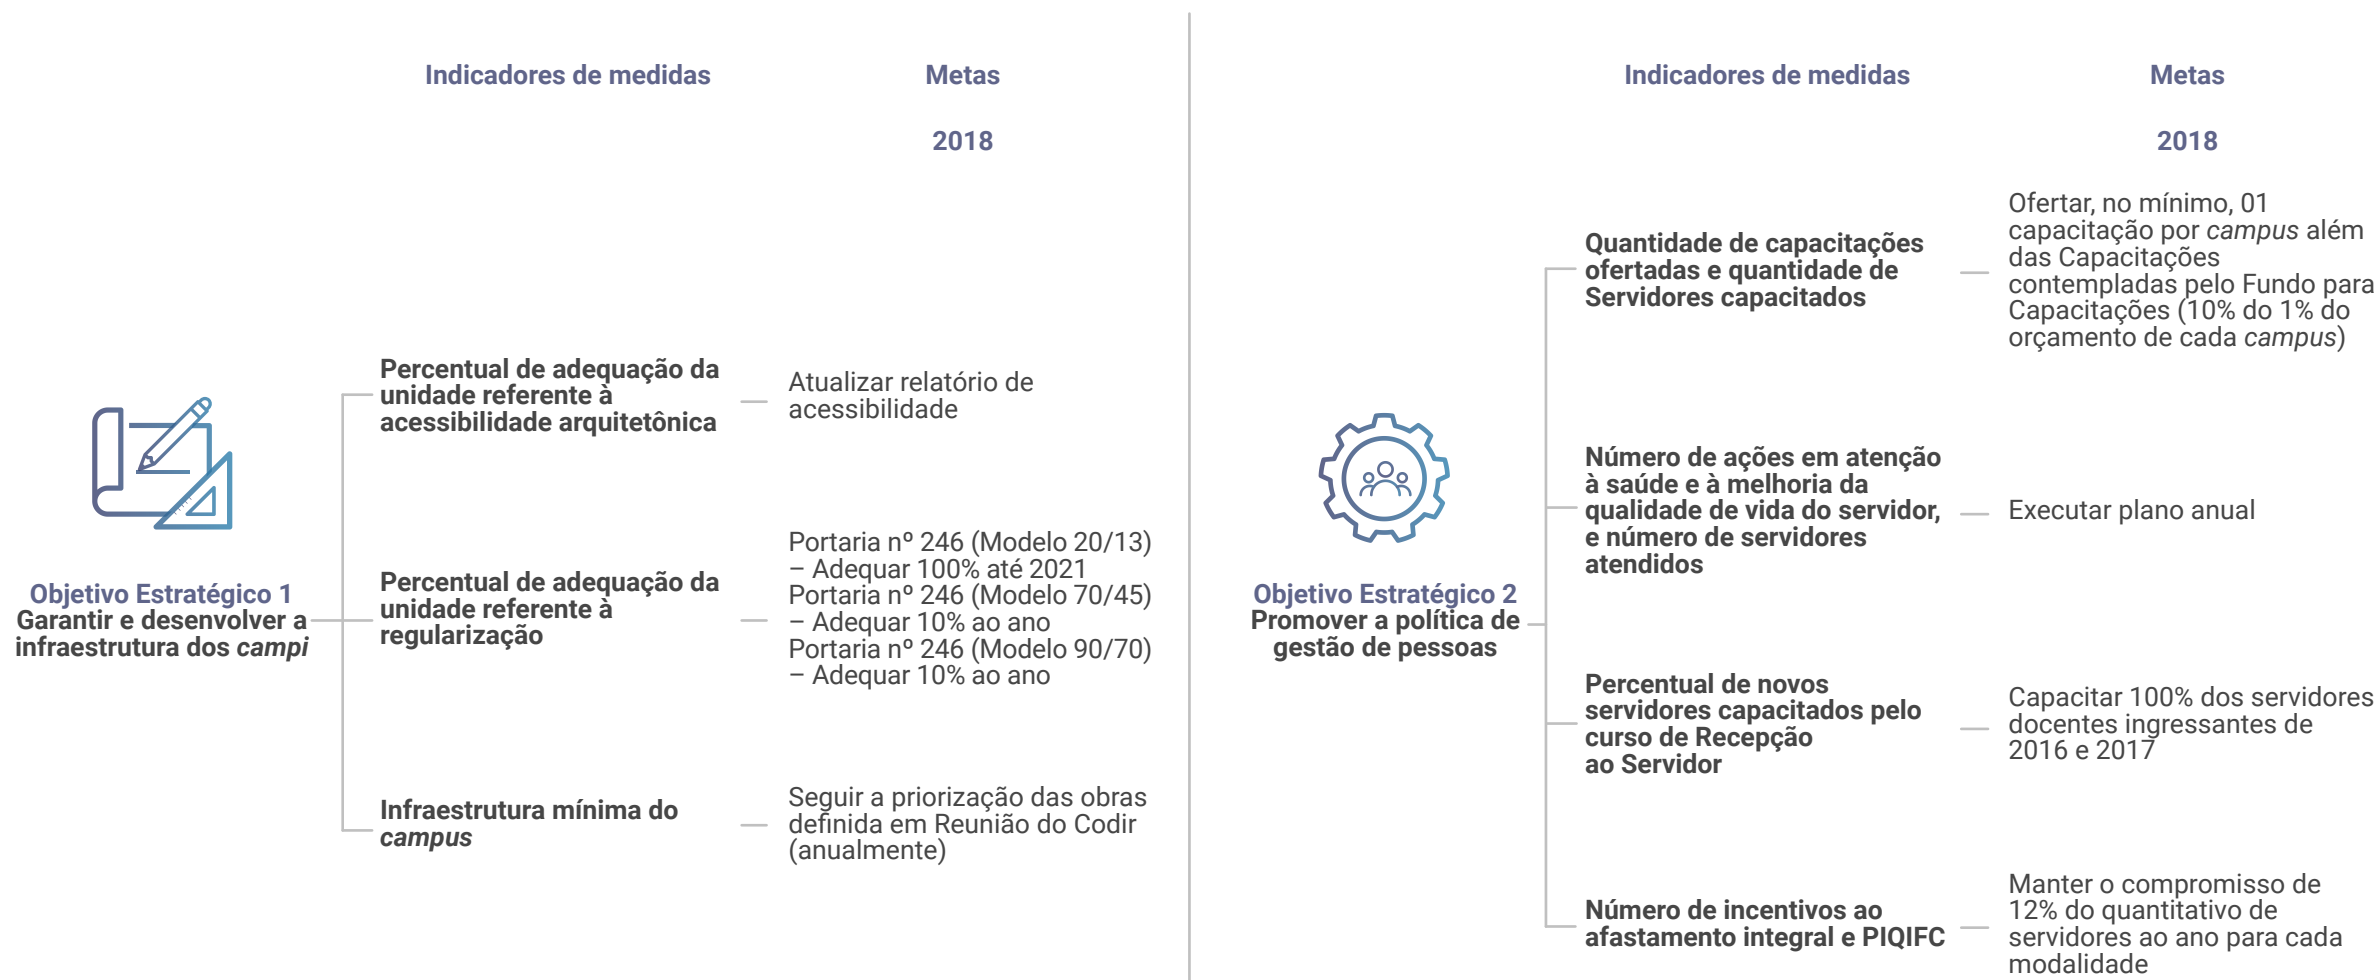 Indicadores de medidas
Metas
2018
Objetivo Estratégico 1
Garantir e desenvolver a
infraestrutura dos campi
Percentual de adequação da
unidade referente à
acessibilidade arquitetônica
Atualizar relatório de
acessibilidade
Percentual de adequação da
unidade referente à
regularização
Portaria nº 246 (Modelo 20/13)
– Adequar 100% até 2021
Portaria nº 246 (Modelo 70/45)
– Adequar 10% ao ano
Portaria nº 246 (Modelo 90/70)
– Adequar 10% ao ano
Infraestrutura mínima do
campus
Seguir a priorização das obras
definida em Reunião do Codir
(anualmente)
Indicadores de medidas
Metas
2018
Objetivo Estratégico 2
Promover a política de
gestão de pessoas
Quantidade de capacitações
ofertadas e quantidade de
Servidores capacitados
Ofertar, no mínimo, 01
capacitação por campus além
das Capacitações
contempladas pelo Fundo para
Capacitações (10% do 1% do
orçamento de cada campus)
Número de ações em atenção
à saúde e à melhoria da
qualidade de vida do servidor,
e número de servidores
atendidos
Executar plano anual
Percentual de novos
servidores capacitados pelo
curso de Recepção
ao Servidor
Capacitar 100% dos servidores
docentes ingressantes de
2016 e 2017
Número de incentivos ao
afastamento integral e PIQIFC
Manter o compromisso de
12% do quantitativo de
servidores ao ano para cada
modalidade